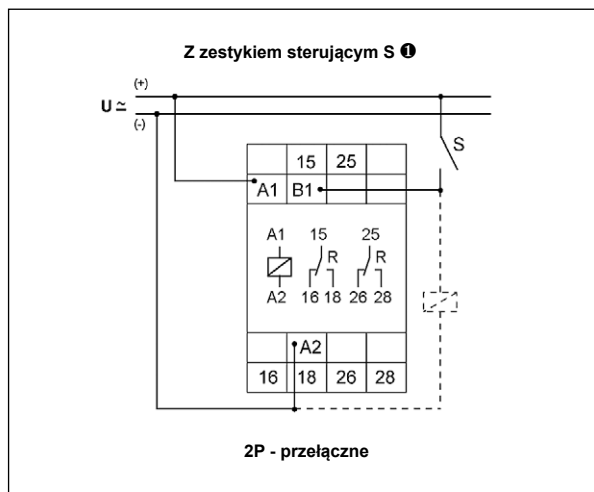 Z zestykiem sterującym S ❶
(+)
U ≃
(-)
S
15 25
A1 B1
A1 15 25
R R
A2 16 18 26 28
A2
16 18 26 28
2P - przełączne